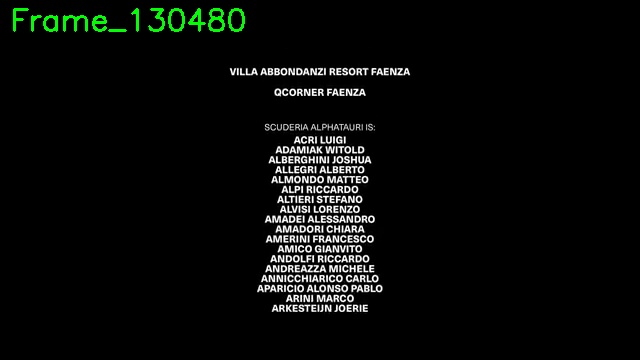 Frame_130480
VILLA ABBONDANZI RESORT FAENZA
QCORNER FAENZA
SCUDERIA ALPHATAURI IS:
ACRI LUIGI
ADAMIAK WITOLD
ALBERGHINI JOSHUA
ALLEGRI ALBERTO
ALMONDO MATTEO
ALPI RICCARDO
ALTIERI STEFANO
ALVISI LORENZO
AMADEI ALESSANDRO
AMADORI CHIARA
AMERINI FRANCESCO
AMICO GIANVITO
ANDOLFI RICCARDO
ANDREAZZA MICHELE
ANNICCHIARICO CARLO
APARICIO ALONSO PABLO
ARINI MARCO
ARKESTEIJN JOERIE